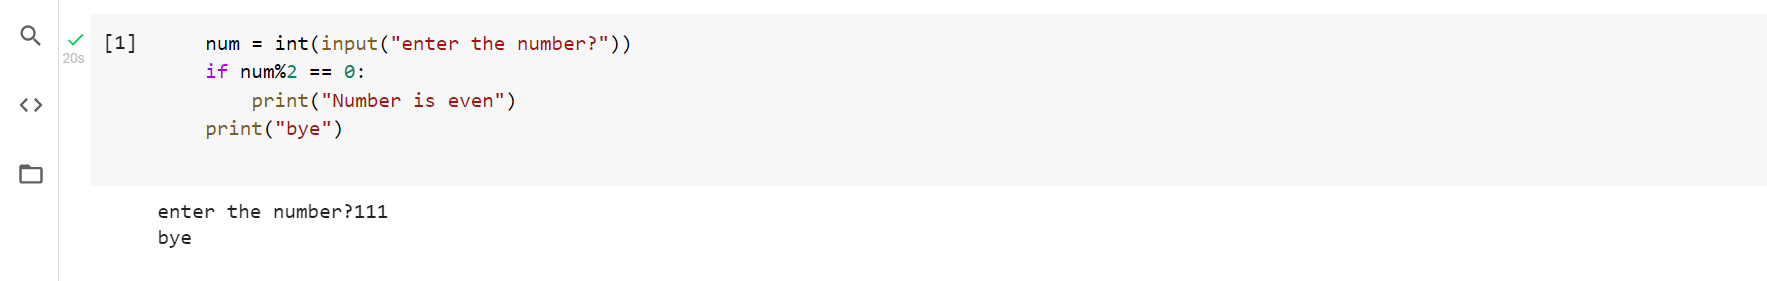 [1] num = int(input("enter the number?"))
20s
if num%2 == 0:
    print("Number is even")
print("bye")
enter the number?111
bye